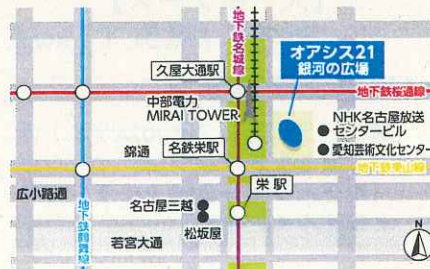 地下鉄名城線
オアシス21
銀河の広場
久屋大通駅
地下鉄桜通線
中部電力
MIRAI TOWER
NHK名古屋放送
センタービル
愛知芸術文化センター
錦通
名鉄栄駅
地下鉄東山線
広小路通
地下鉄鶴舞線
名古屋三越
栄駅
松坂屋
若宮大通
N